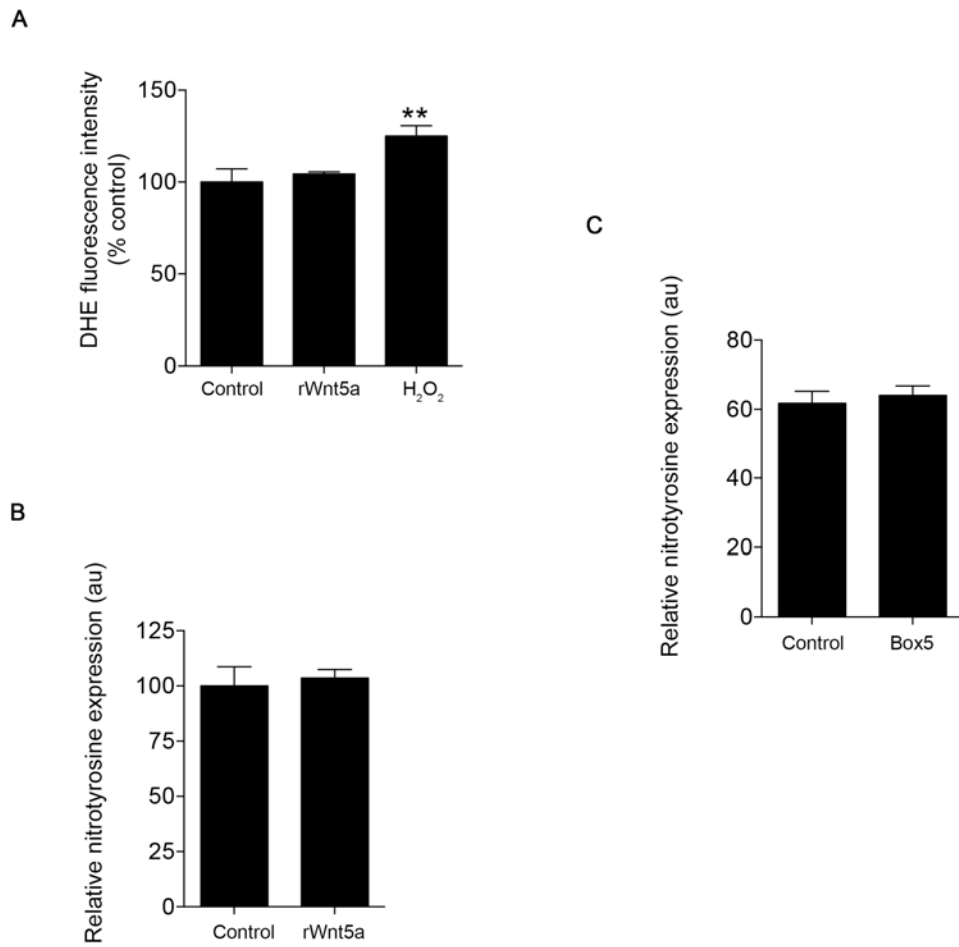 A
DHE fluorescence intensity
(% control)
150
100
50
0
**
Control rWnt5a H₂O₂
B
Relative nitrotyrosine expression (au)
125
100
75
50
25
0
Control rWnt5a
C
Relative nitrotyrosine expression (au)
80
60
40
20
0
Control Box5